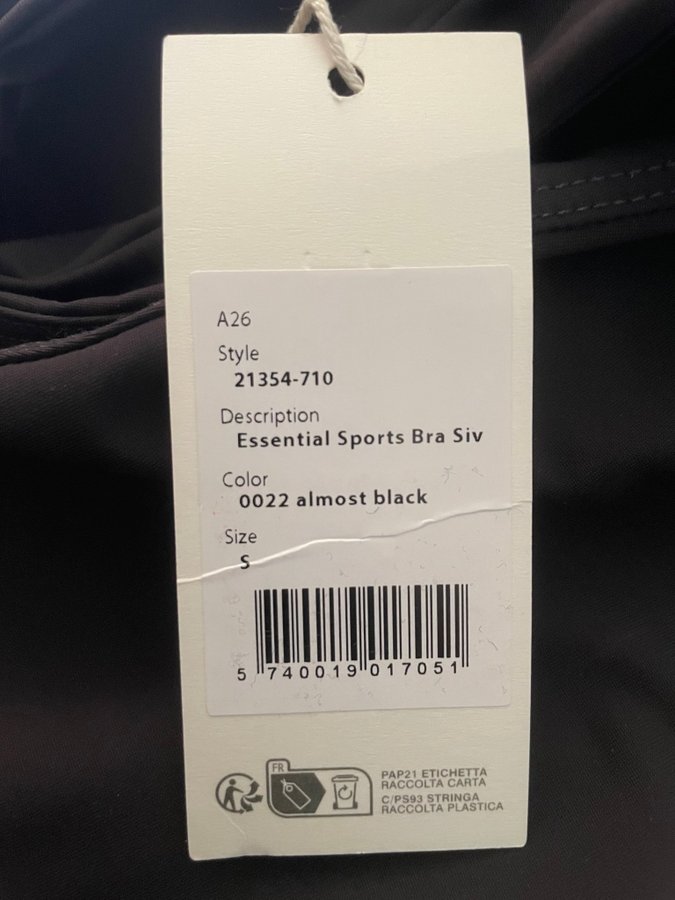 A26
Style
21354-710
Description
Essential Sports Bra Siv
Color
0022 almost black
Size
S
5 740019 017051
FR
PAP21 ETICHETTA
RACCOLTA CARTA
C/PS93 STRINGA
RACCOLTA PLASTICA